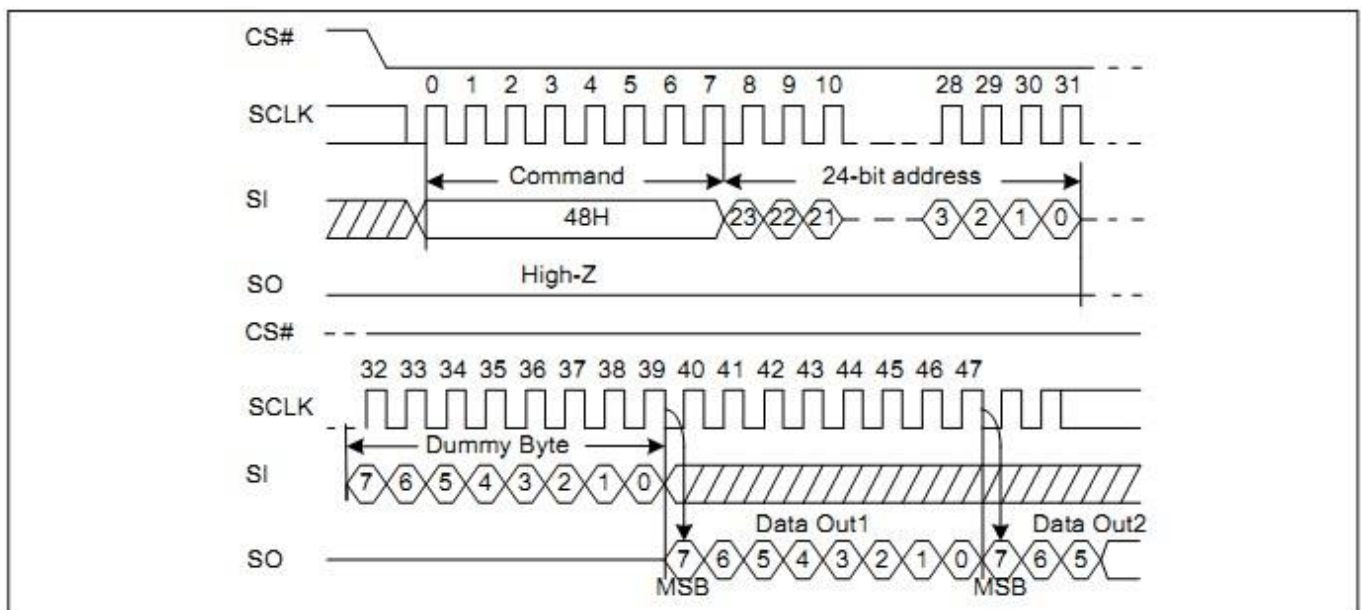 CS#
0 1 2 3 4 5 6 7 8 9 10 28 29 30 31
SCLK
Command 24-bit address
SI
48H 23 22 21 3 2 1 0
High-Z
SO
CS#
32 33 34 35 36 37 38 39 40 41 42 43 44 45 46 47
SCLK
Dummy Byte
SI
7 6 5 4 3 2 1 0
Data Out1 Data Out2
SO
7 6 5 4 3 2 1 0 7 6 5
MSB MSB